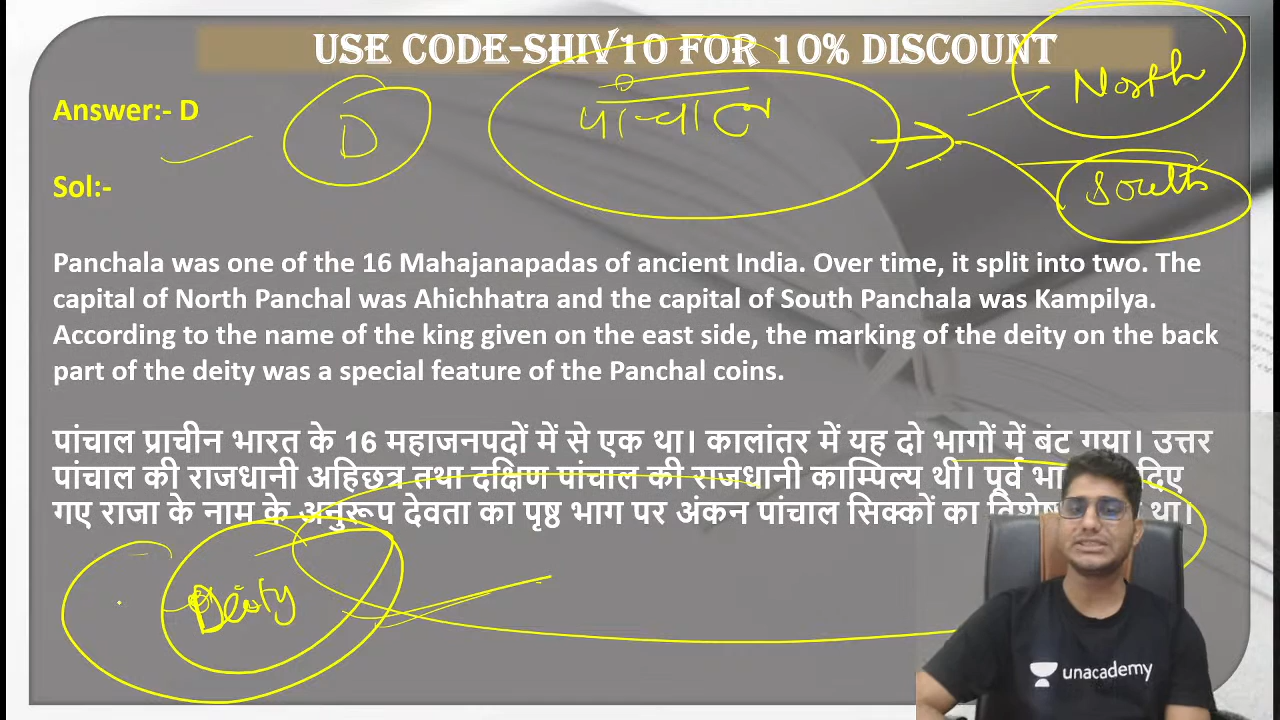 USE CODE-SHIV10 FOR 10% DISCOUNT
North
Answer:- D
D
पांचाल
South
Sol:-
Panchala was one of the 16 Mahajanapadas of ancient India. Over time, it split into two. The
capital of North Panchal was Ahichhatra and the capital of South Panchala was Kampilya.
According to the name of the king given on the east side, the marking of the deity on the back
part of the deity was a special feature of the Panchal coins.
पांचाल प्राचीन भारत के 16 महाजनपदों में से एक था। कालांतर में यह दो भागों में बंट गया। उत्तर
पांचाल की राजधानी अहिछत्र तथा दक्षिण पांचाल की राजधानी काम्पिल्य थी। पूर्व दिए
गए राजा के नाम के अनुरूप देवता का पृष्ठ भाग पर अंकन पांचाल सिक्कों का था।
Deity
unacademy